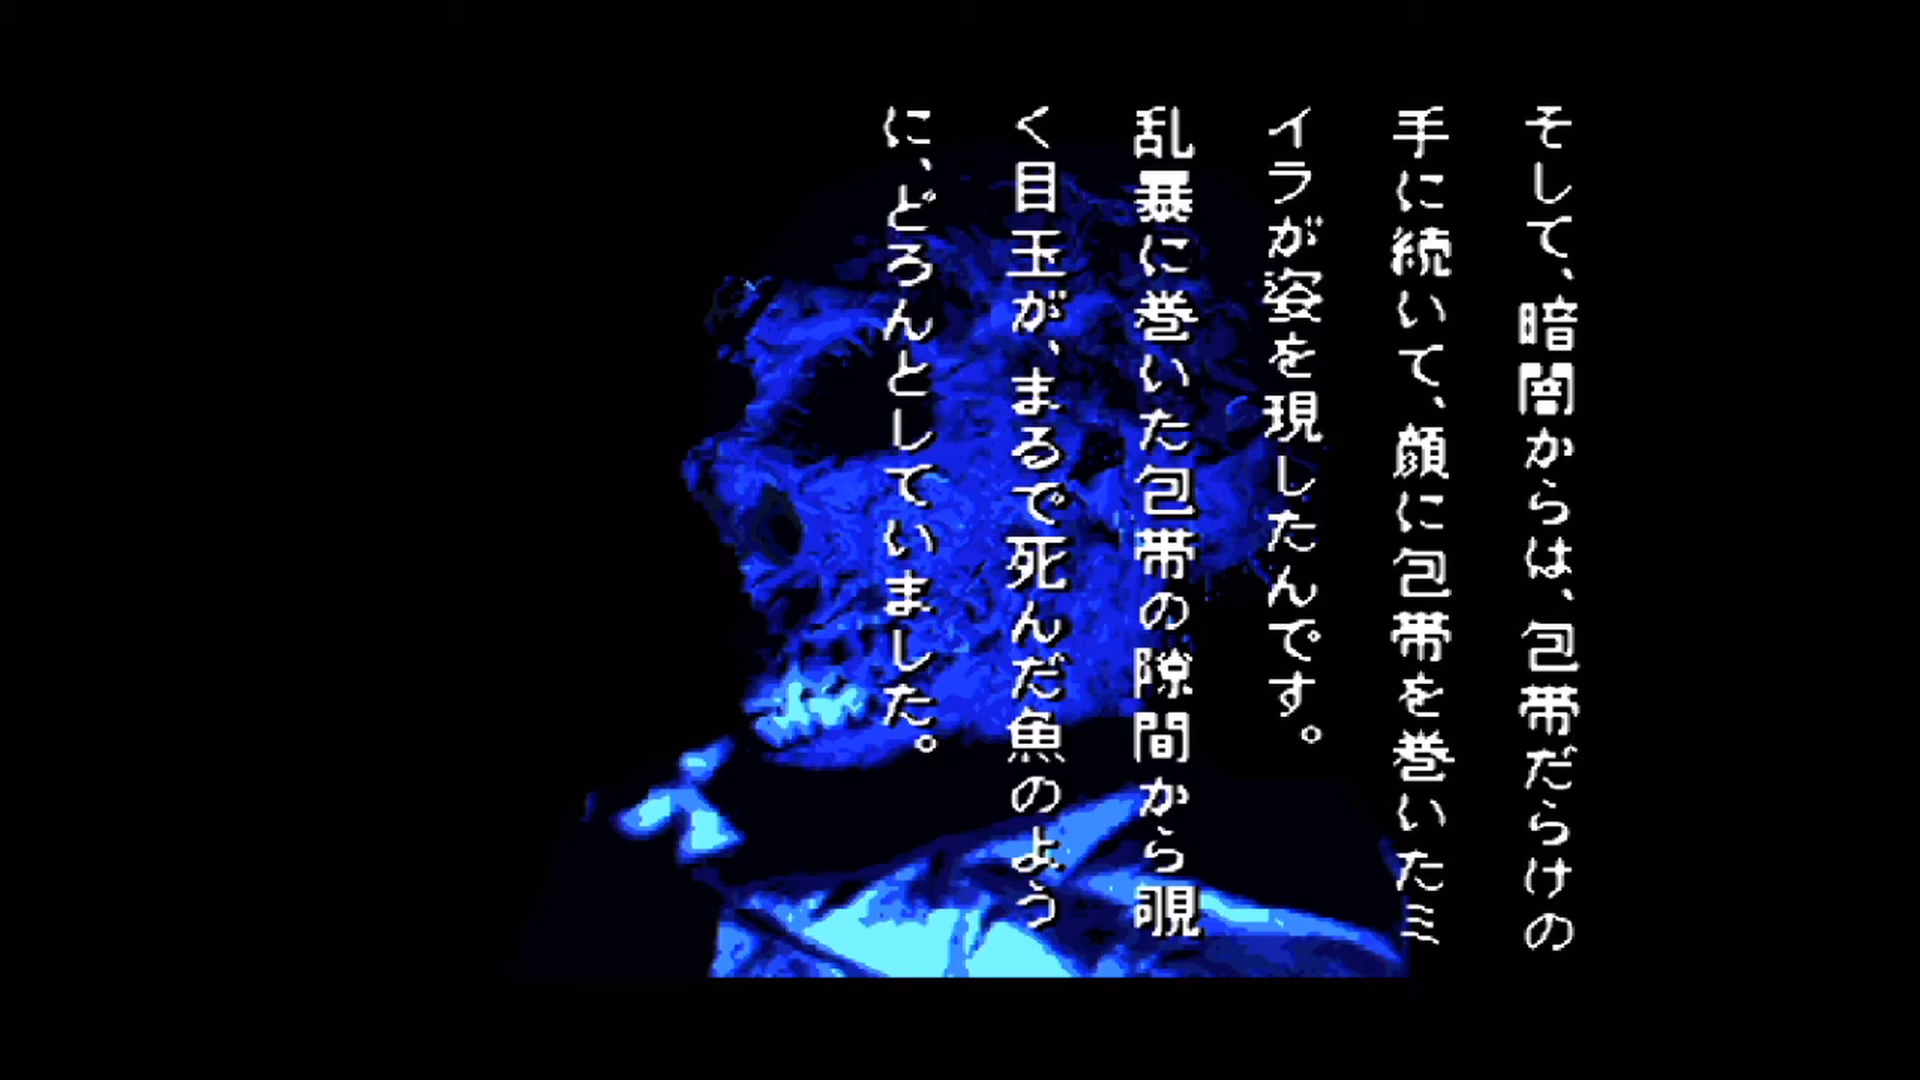 そして、暗闇からは、包帯だらけの
手に続いて、顔に包帯を巻いたミ
イラが姿を現したんです。
乱暴に巻いた包帯の隙間から覗
く目玉が、まるで死んだ魚のよう
に、どろんとしていました。